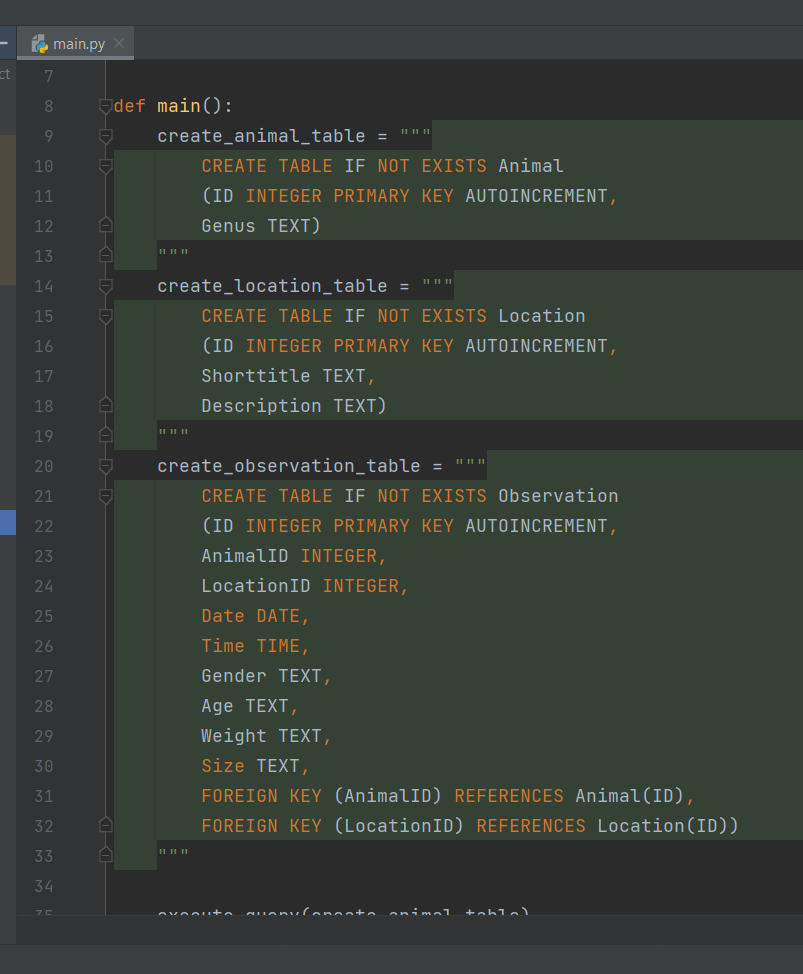 main.py
ct
7
8 def main():
9 create_animal_table = """
10 CREATE TABLE IF NOT EXISTS Animal
11 (ID INTEGER PRIMARY KEY AUTOINCREMENT,
12 Genus TEXT)
13 """
14 create_location_table = """
15 CREATE TABLE IF NOT EXISTS Location
16 (ID INTEGER PRIMARY KEY AUTOINCREMENT,
17 Shorttitle TEXT,
18 Description TEXT)
19 """
20 create_observation_table = """
21 CREATE TABLE IF NOT EXISTS Observation
22 (ID INTEGER PRIMARY KEY AUTOINCREMENT,
23 AnimalID INTEGER,
24 LocationID INTEGER,
25 Date DATE,
26 Time TIME,
27 Gender TEXT,
28 Age TEXT,
29 Weight TEXT,
30 Size TEXT,
31 FOREIGN KEY (AnimalID) REFERENCES Animal(ID),
32 FOREIGN KEY (LocationID) REFERENCES Location(ID))
33 """
34
35 execute_query(create_animal_table)